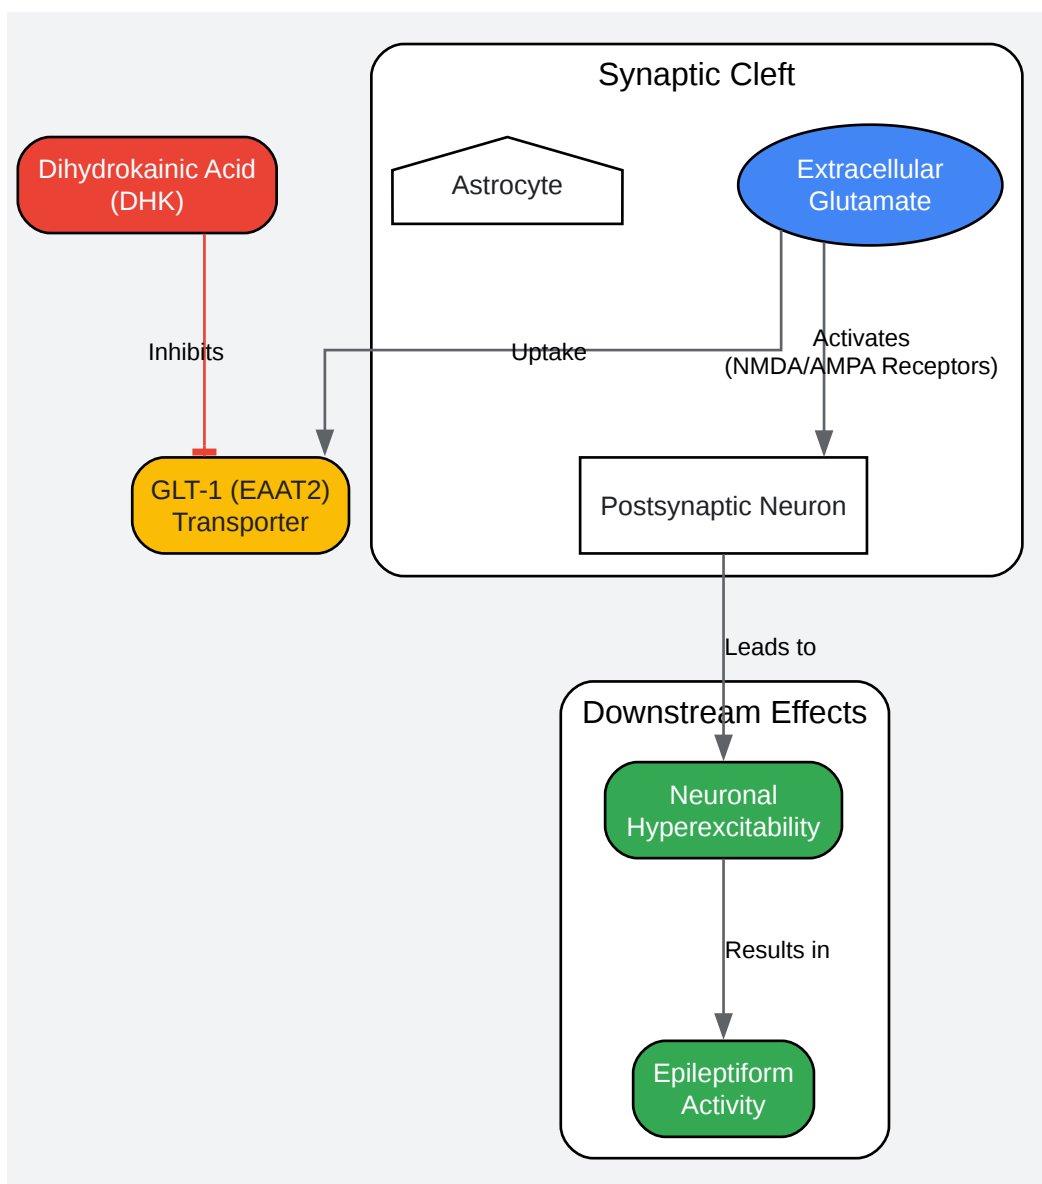 Synaptic Cleft
Dihydrokainic Acid
(DHK)
Astrocyte
Extracellular
Glutamate
Inhibits
Uptake
Activates
(NMDA/AMPA Receptors)
GLT-1 (EAAT2)
Transporter
Postsynaptic Neuron
Leads to
Downstream Effects
Neuronal
Hyperexcitability
Results in
Epileptiform
Activity